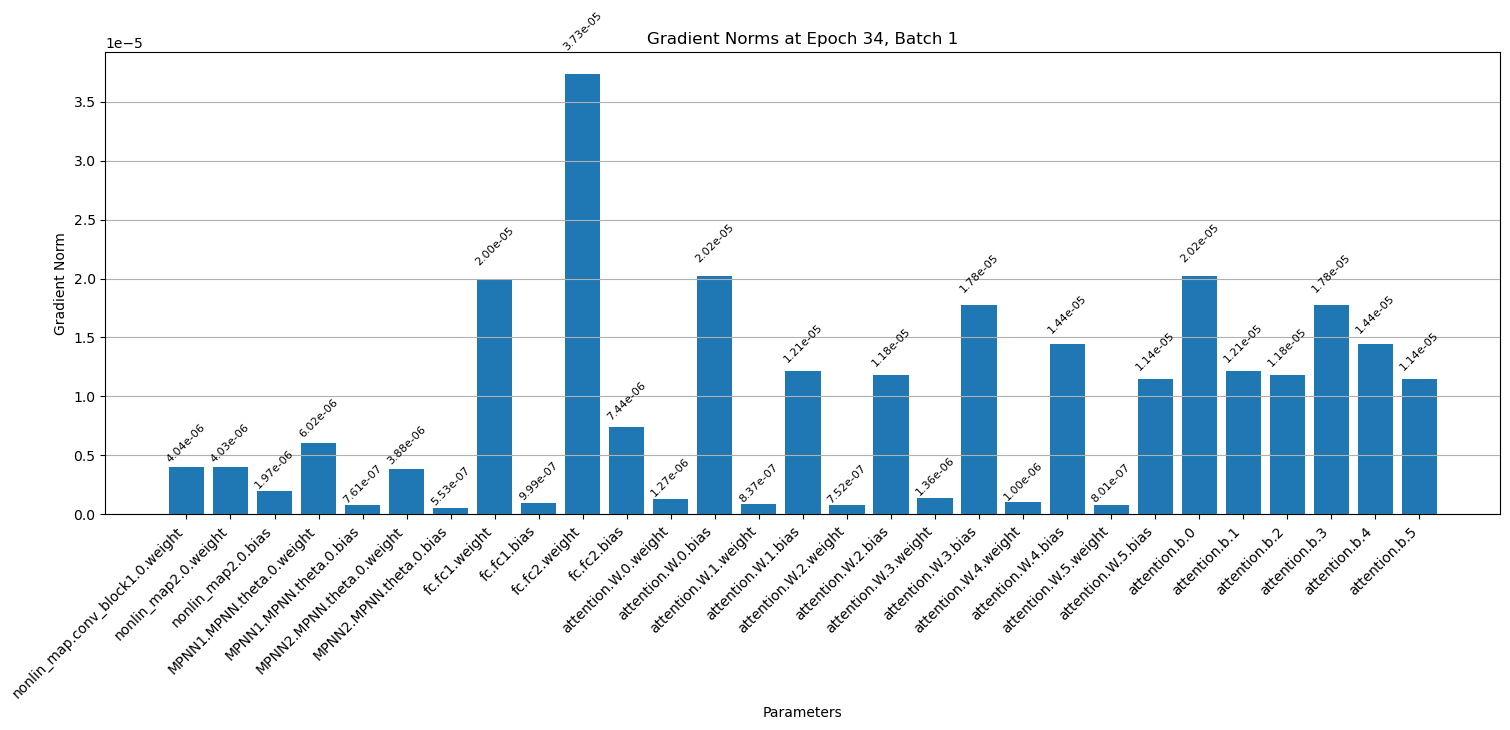 Gradient Norms at Epoch 34, Batch 1
1e−5
Gradient Norm
3.5
3.0
2.5
2.0
1.5
1.0
0.5
0.0
4.04e-06
4.03e-06
1.97e-06
6.02e-06
7.61e-07
3.88e-06
5.53e-07
2.00e-05
9.99e-07
3.73e-05
7.44e-06
1.27e-06
2.02e-05
8.37e-07
1.21e-05
7.52e-07
1.18e-05
1.36e-06
1.78e-05
1.00e-06
1.44e-05
8.01e-07
1.14e-05
2.02e-05
1.21e-05
1.18e-05
1.78e-05
1.44e-05
1.14e-05
nonlin_map.conv_block1.0.weight
nonlin_map2.0.weight
nonlin_map2.0.bias
MPNN1.MPNN.theta.0.weight
MPNN1.MPNN.theta.0.bias
MPNN2.MPNN.theta.0.weight
MPNN2.MPNN.theta.0.bias
fc.fc1.weight
fc.fc1.bias
fc.fc2.weight
fc.fc2.bias
attention.W.0.weight
attention.W.0.bias
attention.W.1.weight
attention.W.1.bias
attention.W.2.weight
attention.W.2.bias
attention.W.3.weight
attention.W.3.bias
attention.W.4.weight
attention.W.4.bias
attention.W.5.weight
attention.W.5.bias
attention.b.0
attention.b.1
attention.b.2
attention.b.3
attention.b.4
attention.b.5
Parameters